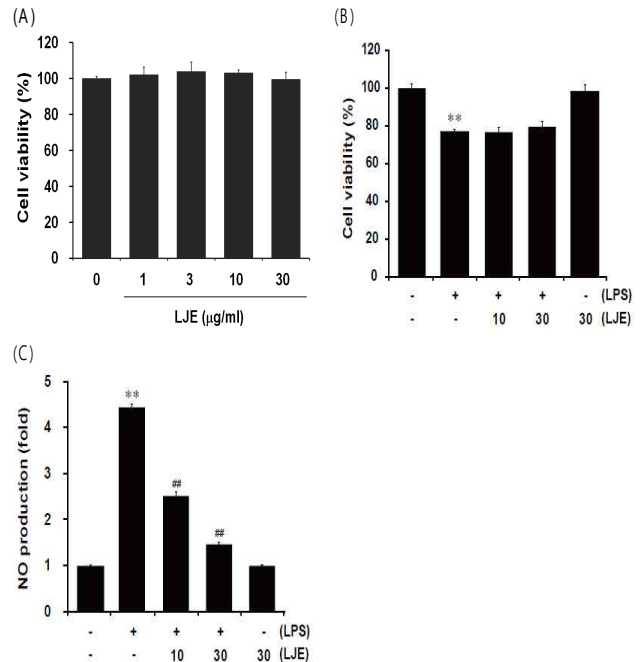 (A)
Cell viability (%)
120
100
80
60
40
20
0
0 1 3 10 30
LJE (μg/ml)
(B)
Cell viability (%)
120
100
80
60
40
20
0
**
- + + + - (LPS)
- - 10 30 30 (LJE)
(C)
NO production (fold)
5
4
3
2
1
0
**
##
##
- + + + - (LPS)
- - 10 30 30 (LJE)